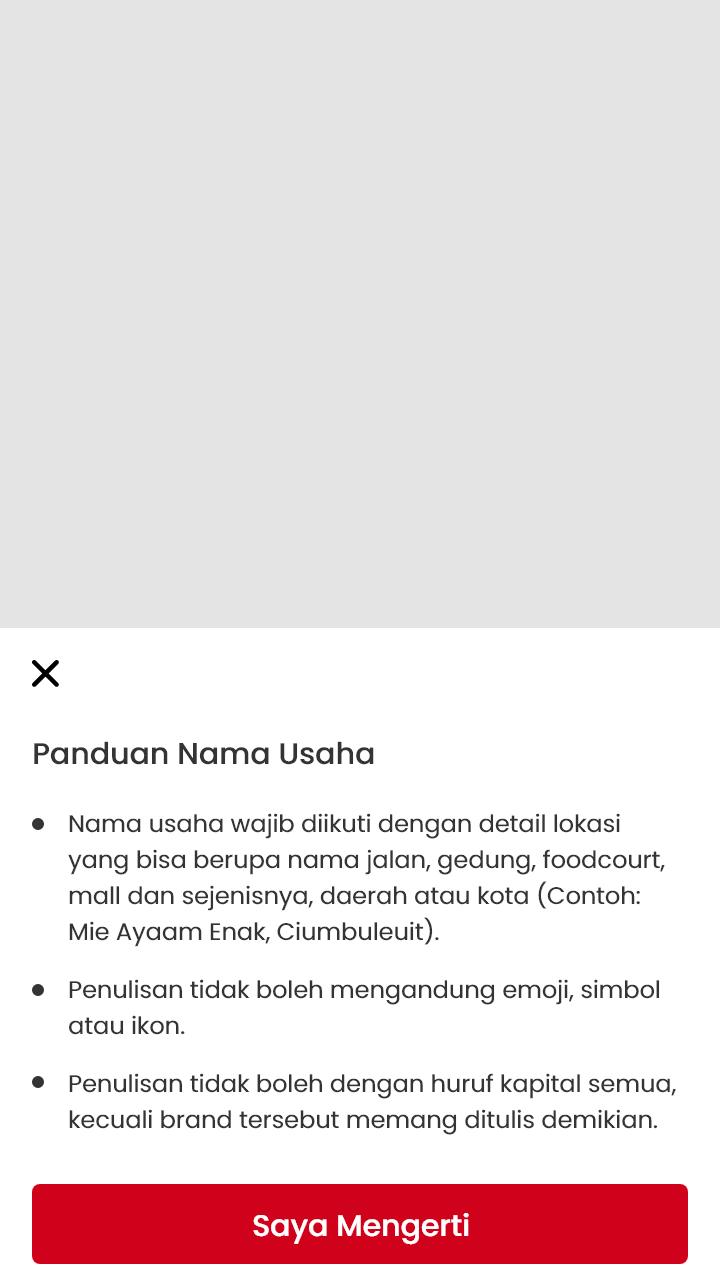 Panduan Nama Usaha
Nama usaha wajib diikuti dengan detail lokasi
yang bisa berupa nama jalan, gedung, foodcourt,
mall dan sejenisnya, daerah atau kota (Contoh:
Mie Ayaam Enak, Ciumbuleuit).
Penulisan tidak boleh mengandung emoji, simbol
atau ikon.
Penulisan tidak boleh dengan huruf kapital semua,
kecuali brand tersebut memang ditulis demikian.
Saya Mengerti